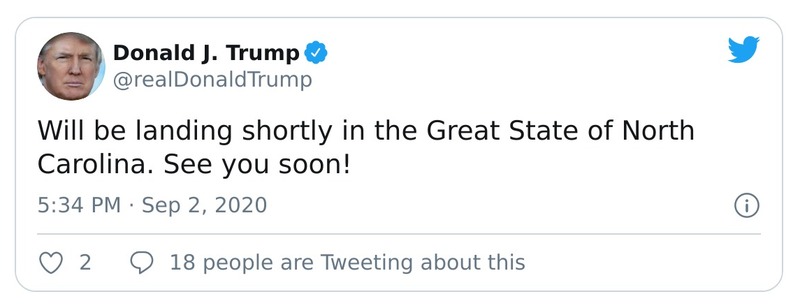 Donald J. Trump
@realDonaldTrump
Will be landing shortly in the Great State of North
Carolina. See you soon!
5:34 PM · Sep 2, 2020
2 18 people are Tweeting about this